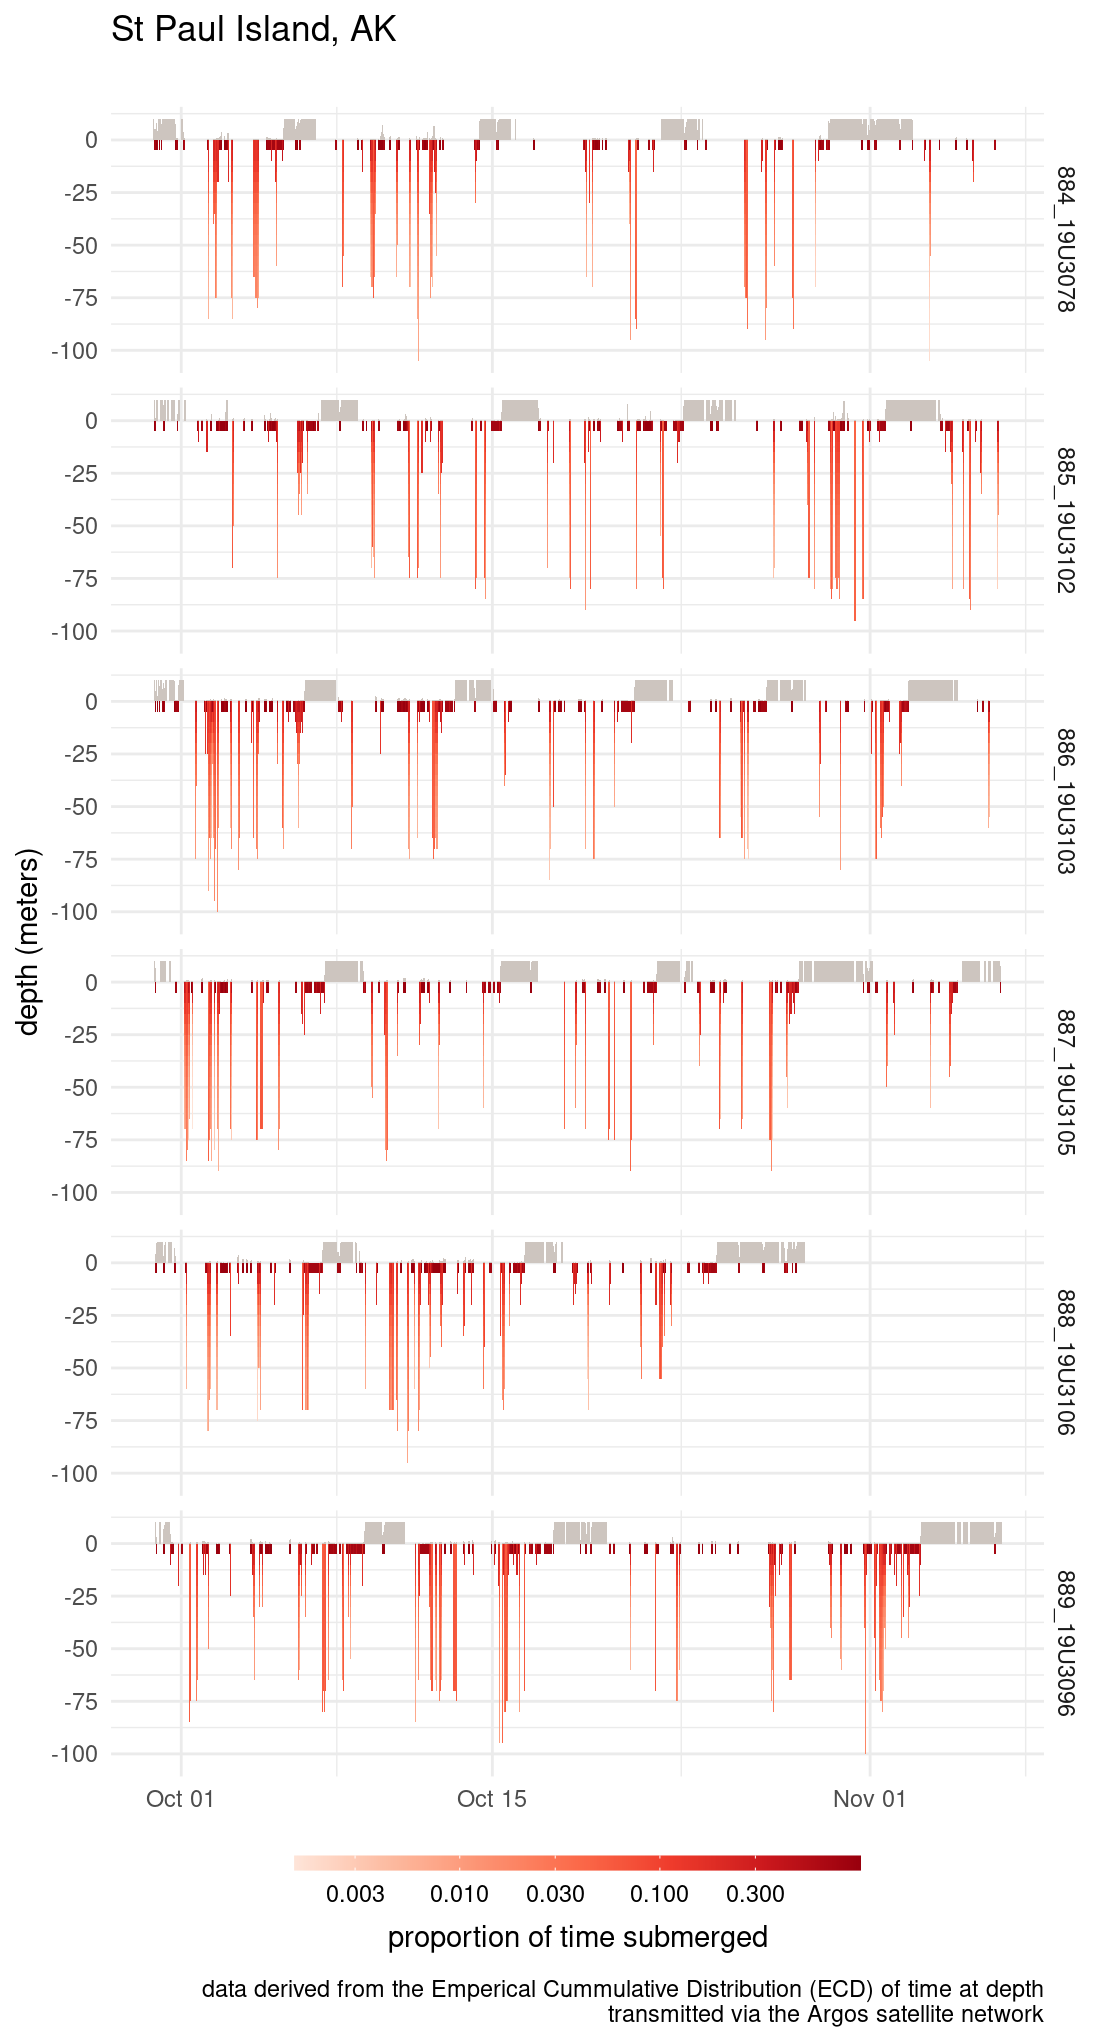 St Paul Island, AK
0
-25
-50
-75
-100
884_19U3078
0
-25
-50
-75
-100
885_19U3102
0
-25
-50
-75
-100
886_19U3103
depth (meters)
0
-25
-50
-75
-100
887_19U3105
0
-25
-50
-75
-100
888_19U3106
0
-25
-50
-75
-100
889_19U3096
Oct 01 Oct 15 Nov 01
0.003 0.010 0.030 0.100 0.300
proportion of time submerged
data derived from the Emperical Cummulative Distribution (ECD) of time at depth
transmitted via the Argos satellite network